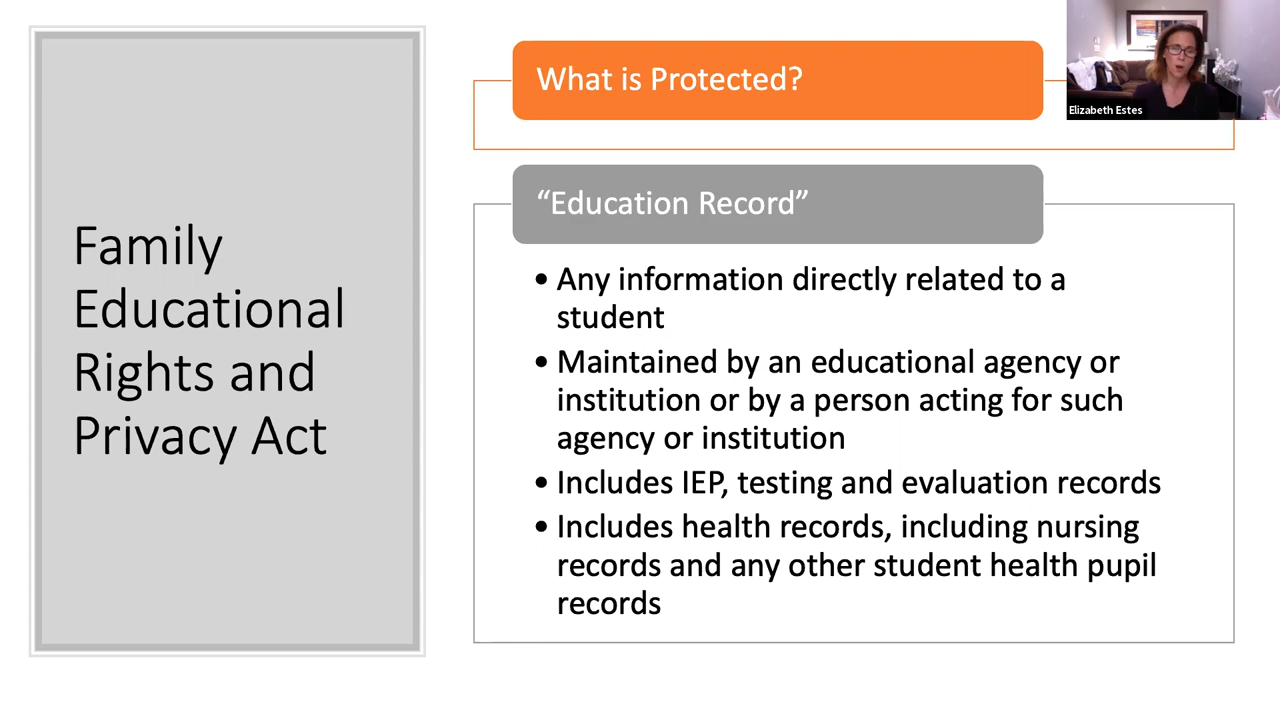 Family
Educational
Rights and
Privacy Act
What is Protected?
Elizabeth Estes
“Education Record”
• Any information directly related to a
student
• Maintained by an educational agency or
institution or by a person acting for such
agency or institution
• Includes IEP, testing and evaluation records
• Includes health records, including nursing
records and any other student health pupil
records